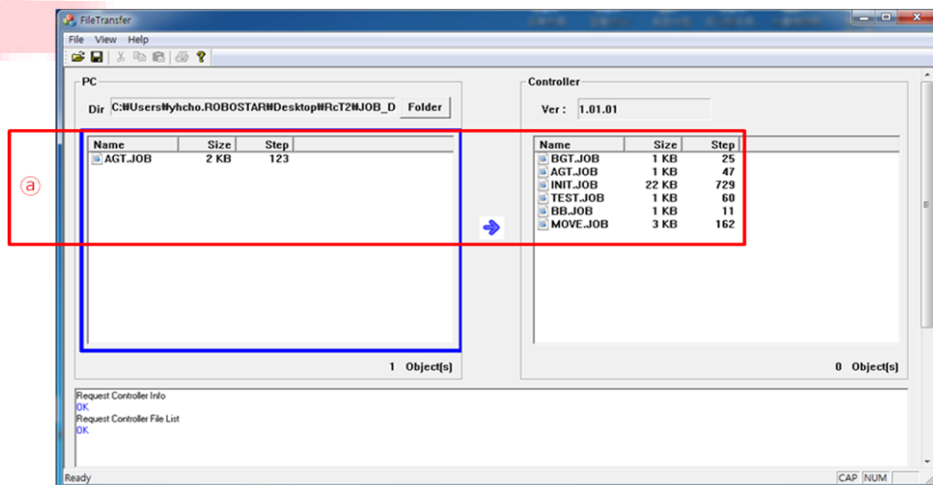 FileTransfer
File View Help
PC
Dir C:₩Users₩yhcho.ROBOSTAR₩Desktop₩RcT2₩JOB_D Folder
Name Size Step
AGT.JOB 2 KB 123
1 Object(s)
ⓐ
Controller
Ver : 1.01.01
Name Size Step
BGT.JOB 1 KB 25
AGT.JOB 1 KB 47
INIT.JOB 22 KB 729
TEST.JOB 1 KB 60
BB.JOB 1 KB 11
MOVE.JOB 3 KB 162
0 Object(s)
Request Controller Info
OK
Request Controller File List
OK
Ready CAP NUM